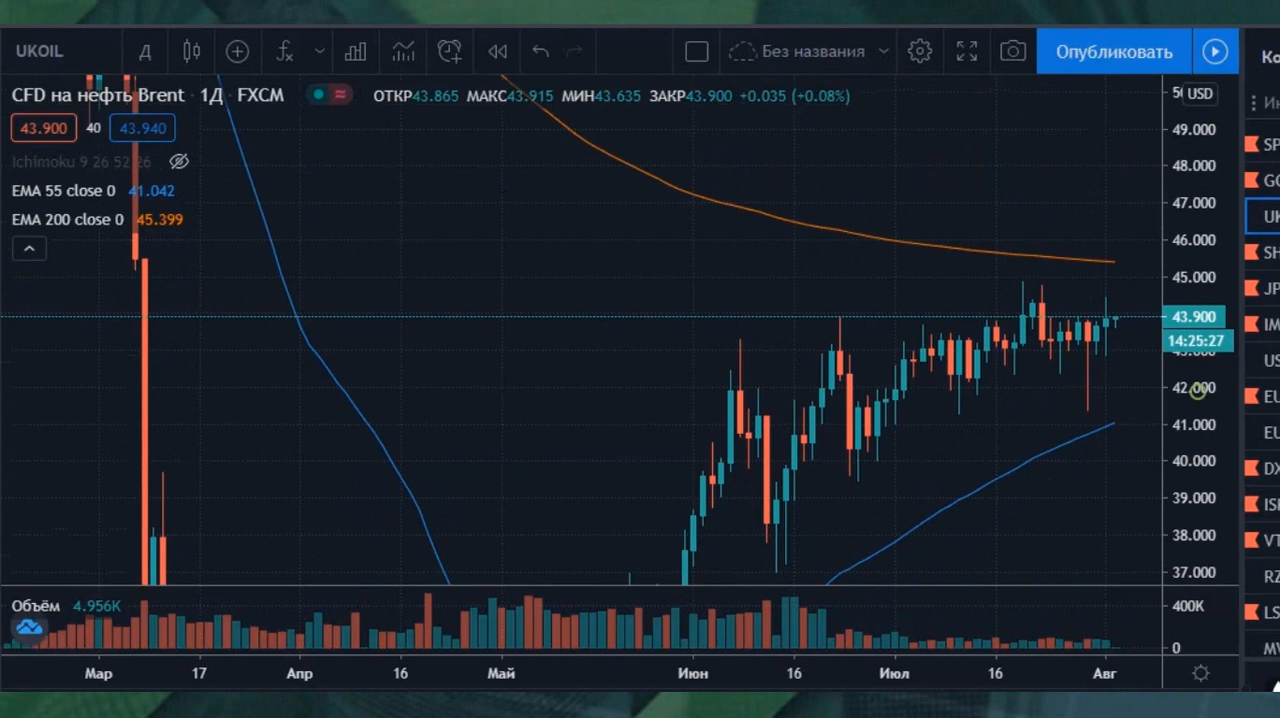 UKOIL Д Без названия Опубликовать Ко
CFD на нефть Brent · 1Д · FXCM ОТКР43.865 МАКС43.915 МИН43.635 ЗАКР43.900 +0.035 (+0.08%)
43.900 40 43.940
Ichimoku 9 26 52 26
EMA 55 close 0 41.042
EMA 200 close 0 45.399
USD
49.000
48.000
47.000
46.000
45.000
43.900
14:25:27
42.000
41.000
40.000
39.000
38.000
37.000
Объём 4.956K
400K
0
Мар 17 Апр 16 Май Июн 16 Июл 16 Авг
SP
GO
UK
SH
JP
IM
US
EU
EU
DX
ISI
VT
RZ
LS
MV